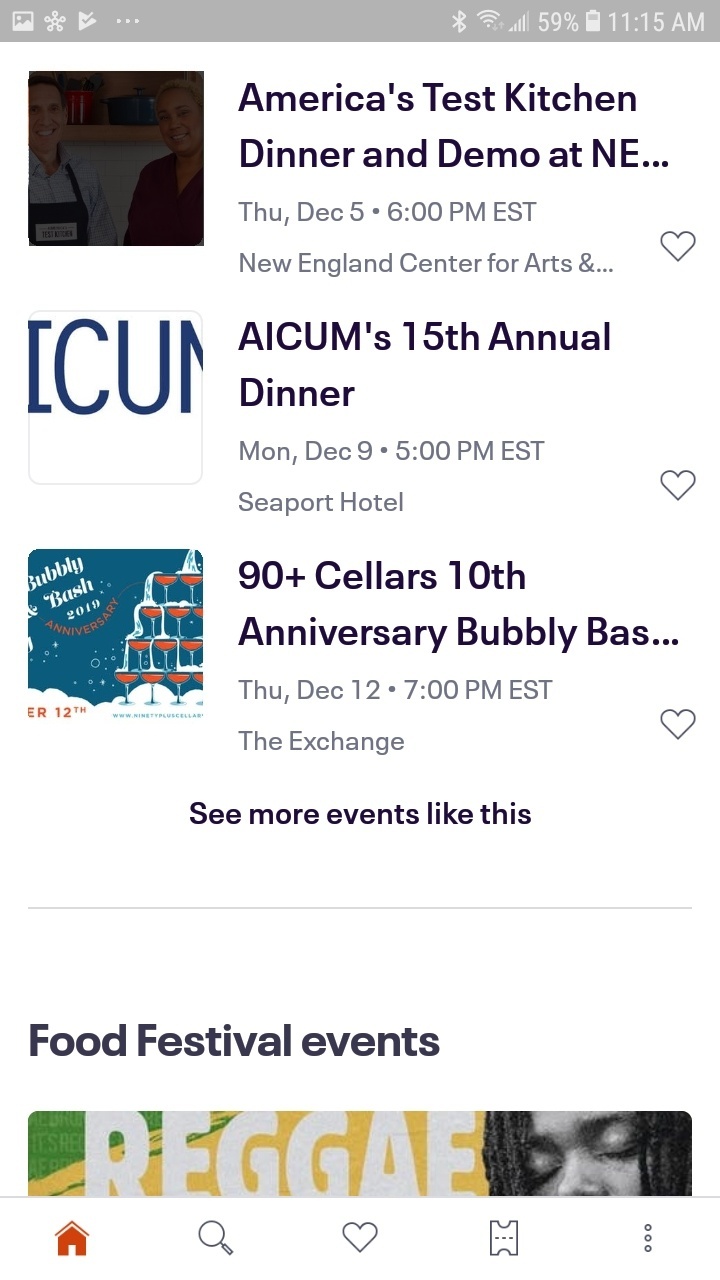 59% 11:15 AM
America's Test Kitchen
Dinner and Demo at NE...
Thu, Dec 5 • 6:00 PM EST
New England Center for Arts &...
TEST KITCHEN
ICUM
AICUM's 15th Annual
Dinner
Mon, Dec 9 • 5:00 PM EST
Seaport Hotel
Bubbly
& Bash
2019
ANNIVERSARY
ER 12TH
WWW.NINETYPLUSCELLAR
90+ Cellars 10th
Anniversary Bubbly Bas...
Thu, Dec 12 • 7:00 PM EST
The Exchange
See more events like this
Food Festival events
REGGAE